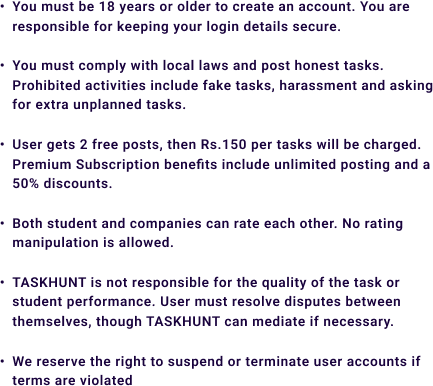 • You must be 18 years or older to create an account. You are
responsible for keeping your login details secure.
• You must comply with local laws and post honest tasks.
Prohibited activities include fake tasks, harassment and asking
for extra unplanned tasks.
• User gets 2 free posts, then Rs.150 per tasks will be charged.
Premium Subscription benefits include unlimited posting and a
50% discounts.
• Both student and companies can rate each other. No rating
manipulation is allowed.
• TASKHUNT is not responsible for the quality of the task or
student performance. User must resolve disputes between
themselves, though TASKHUNT can mediate if necessary.
• We reserve the right to suspend or terminate user accounts if
terms are violated